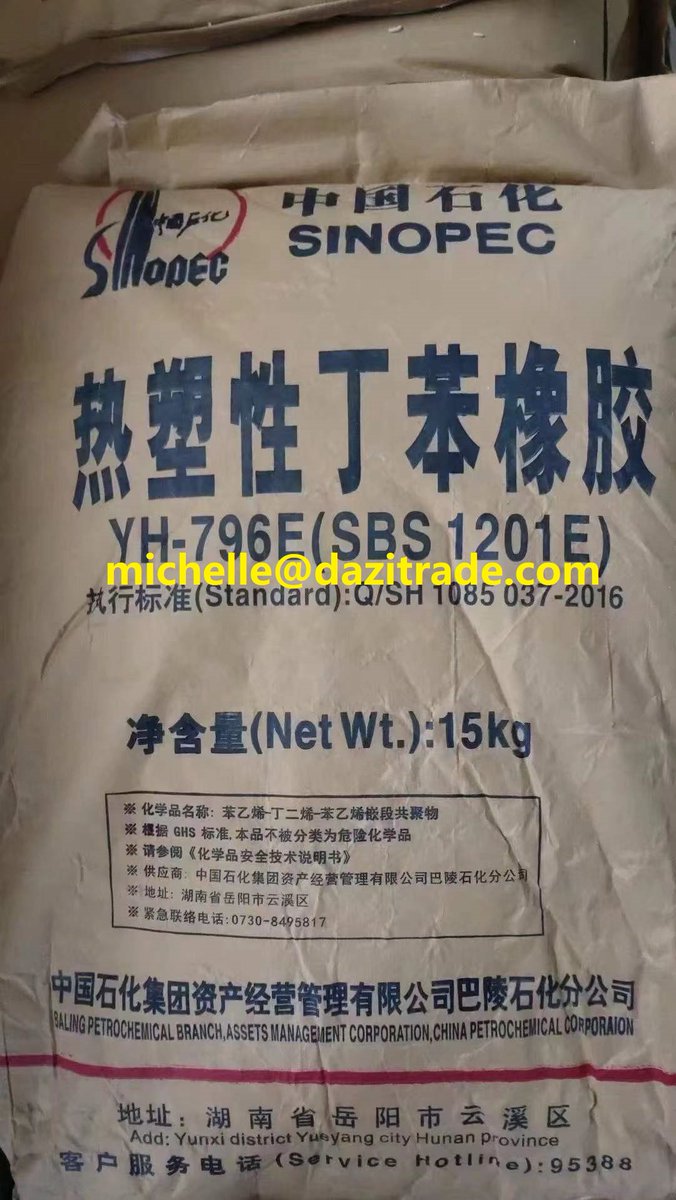 中国石化
SINOPEC
中国石化
SINOPEC
热塑性丁苯橡胶
YH-796E(SBS 1201E)
michelle@dazitrade.com
执行标准(Standard):Q/SH 1085 037-2016
净含量(Net Wt.):15kg
※ 化学品名称: 苯乙烯-丁二烯-苯乙烯嵌段共聚物
※ 根据 GHS 标准,本品不被分类为危险化学品
※ 请参阅《化学品安全技术说明书》
※ 供应商: 中国石化集团资产经营管理有限公司巴陵石化分公司
※ 地址: 湖南省岳阳市云溪区
※ 紧急联络电话:0730-8495817
中国石化集团资产经营管理有限公司巴陵石化分公司
BALING PETROCHEMICAL BRANCH,ASSETS MANAGEMENT CORPORATION,CHINA PETROCHEMICAL CORPORAION
地址: 湖南省岳阳市云溪区
Add: Yunxi district Yueyang city Hunan province
客户服务电话(Service Hotline):95388